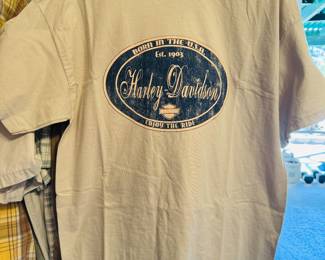 BORN IN THE U.S.A.
Est. 1903
Harley-Davidson
ENJOY THE RIDE